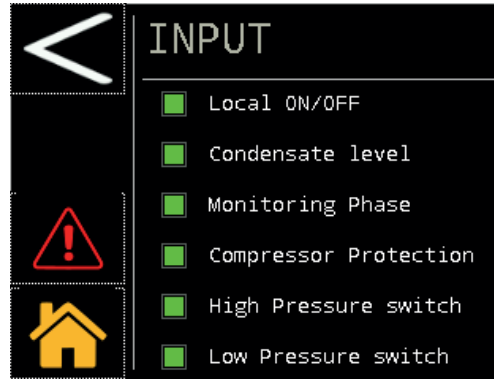 INPUT
Local ON/OFF
Condensate level
Monitoring Phase
Compressor Protection
High Pressure switch
Low Pressure switch